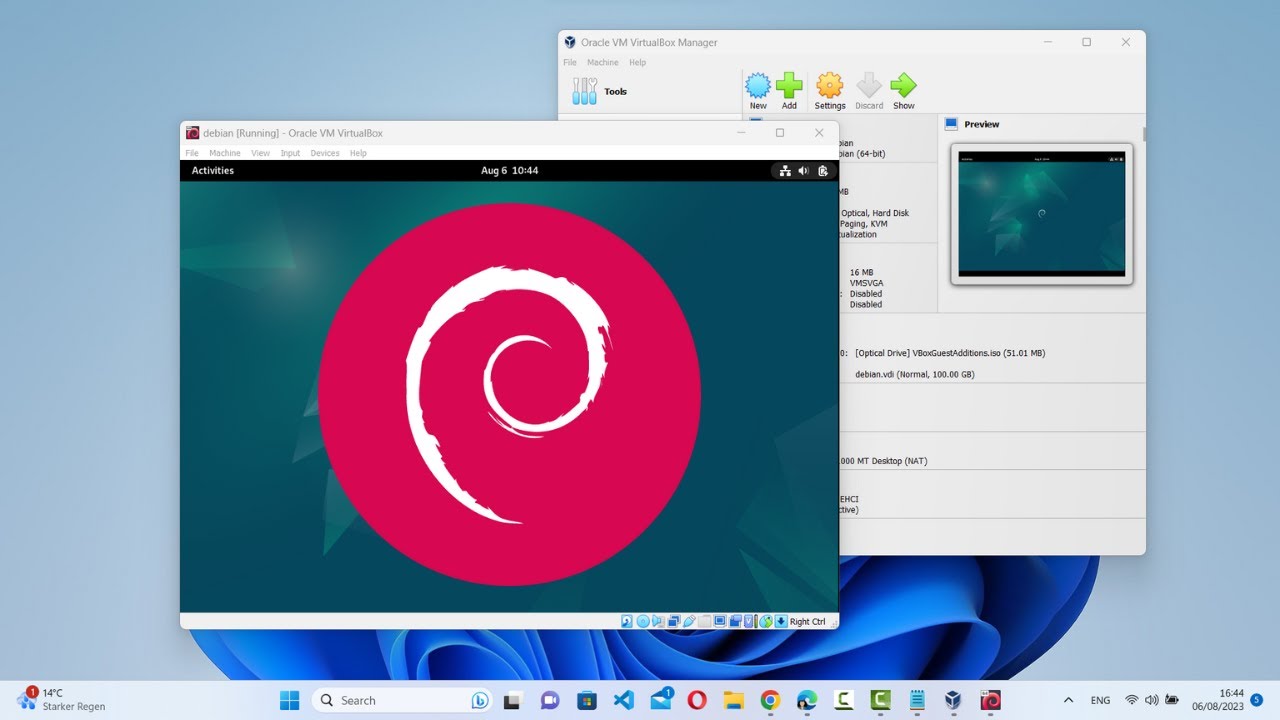 Oracle VM VirtualBox Manager
File Machine Help
Tools
New Add Settings Discard Show
debian [Running] - Oracle VM VirtualBox
File Machine View Input Devices Help
Activities
Aug 6 10:44
Preview
(64-bit)
MB
Optical, Hard Disk
Paging, KVM
16 MB
VMSVGA
Disabled
Disabled
0: [Optical Drive] VBoxGuestAdditions.iso (51.01 MB)
debian.vdi (Normal, 100.00 GB)
000 MT Desktop (NAT)
EHCI
Right Ctrl
1
14°C
Starker Regen
Search
1
ENG
16:44
06/08/2023
5